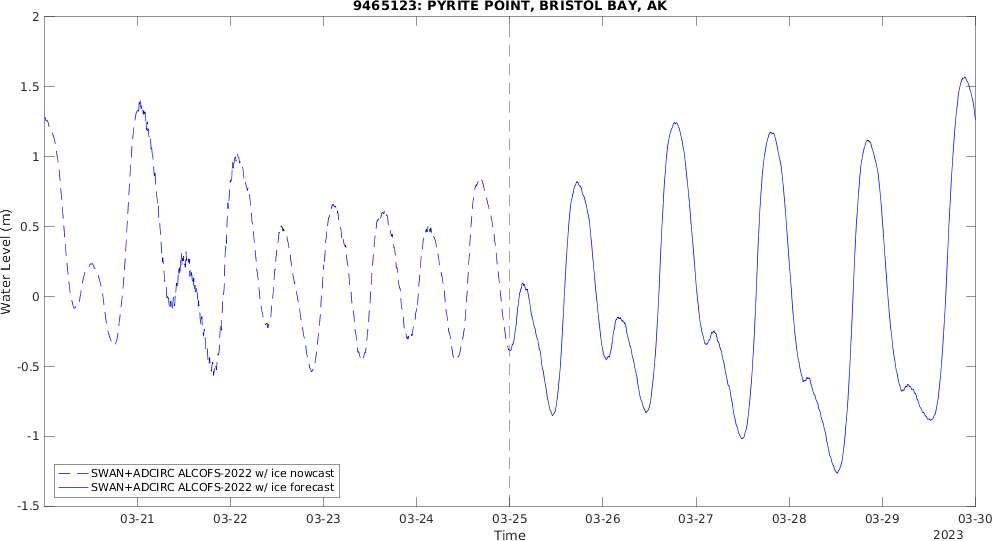 9465123: PYRITE POINT, BRISTOL BAY, AK
2
1.5
1
0.5
0
-0.5
-1
-1.5
Water Level (m)
SWAN+ADCIRC ALCOFS-2022 w/ ice nowcast
SWAN+ADCIRC ALCOFS-2022 w/ ice forecast
03-21 03-22 03-23 03-24 03-25 03-26 03-27 03-28 03-29 03-30
Time
2023